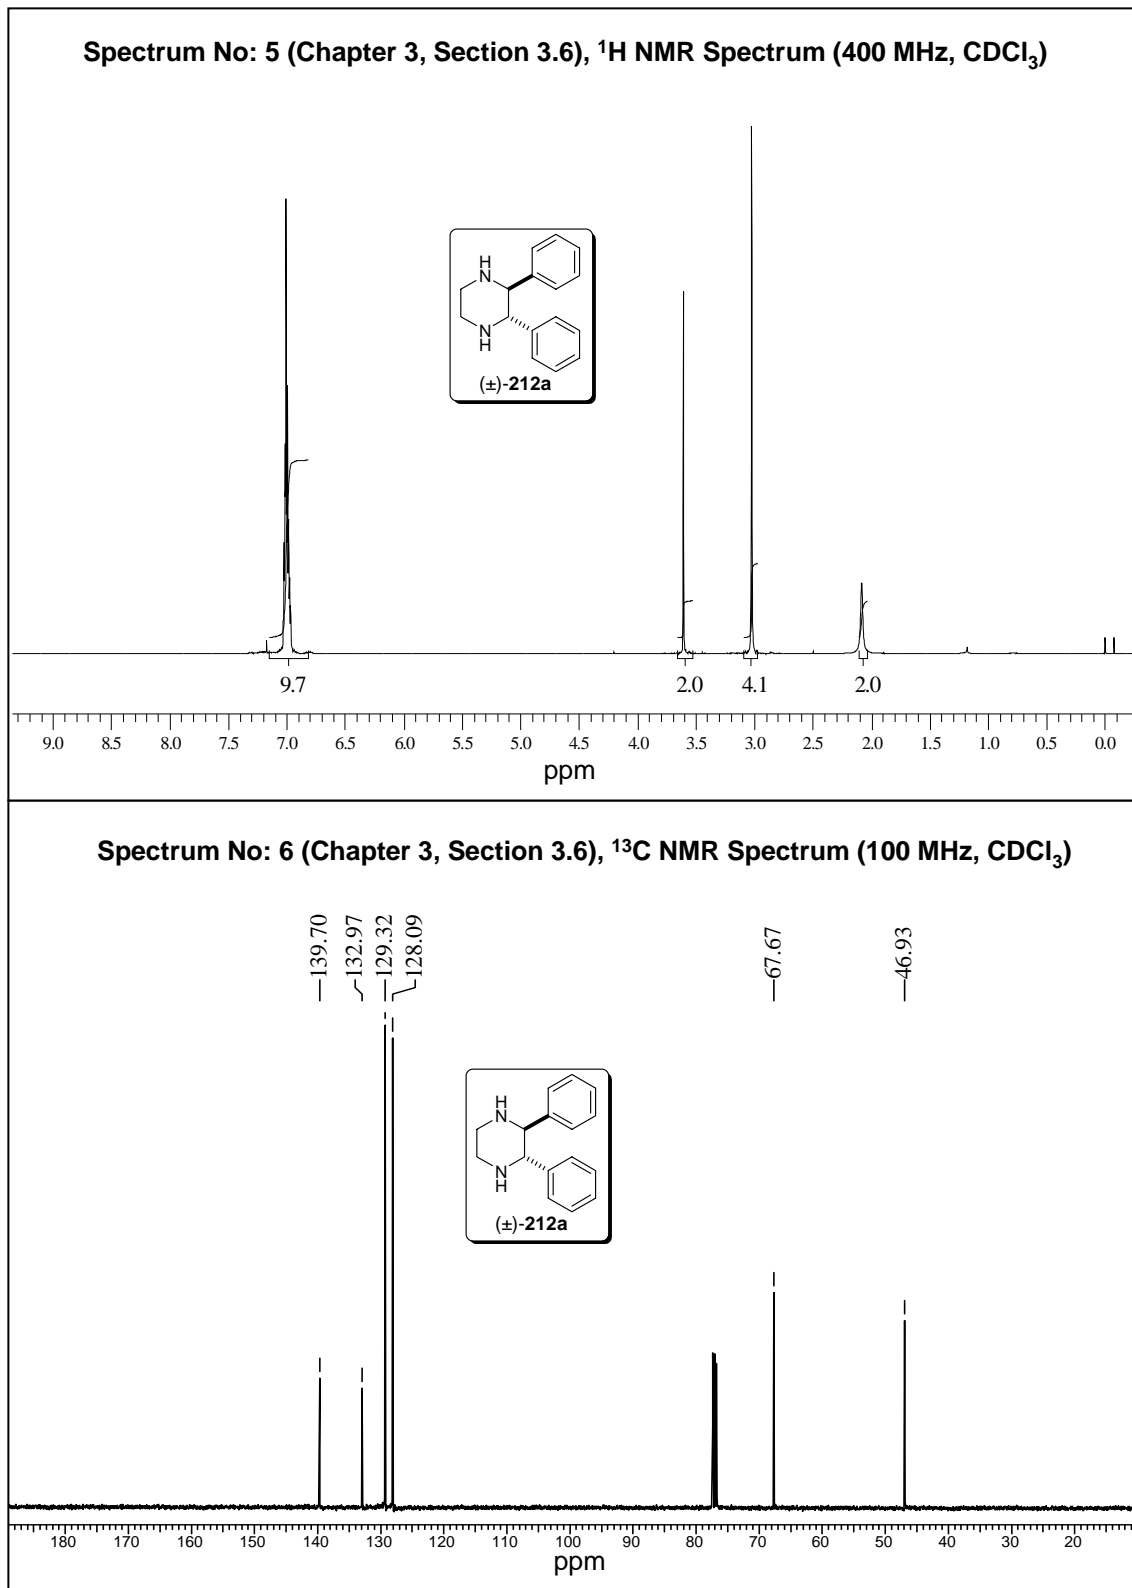 Spectrum No: 5 (Chapter 3, Section 3.6), ¹H NMR Spectrum (400 MHz, CDCl₃)
H
N
N
H
(±)-212a
9.7 2.0 4.1 2.0
9.0 8.5 8.0 7.5 7.0 6.5 6.0 5.5 5.0 4.5 4.0 3.5 3.0 2.5 2.0 1.5 1.0 0.5 0.0
ppm
Spectrum No: 6 (Chapter 3, Section 3.6), ¹³C NMR Spectrum (100 MHz, CDCl₃)
139.70 132.97 129.32 128.09 67.67 46.93
H
N
N
H
(±)-212a
180 170 160 150 140 130 120 110 100 90 80 70 60 50 40 30 20
ppm